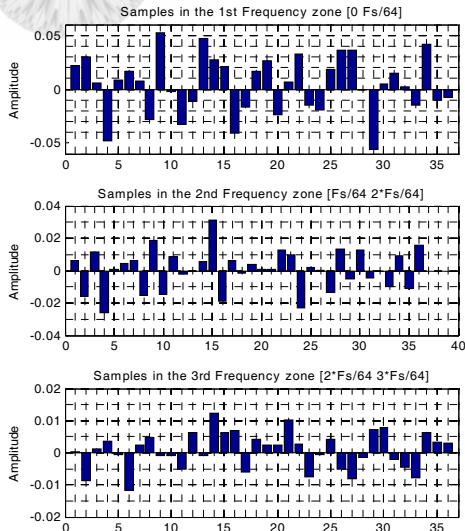 Samples in the 1st Frequency zone [0 Fs/64]
0.05
0
-0.05
Amplitude
0 5 10 15 20 25 30 35
Samples in the 2nd Frequency zone [Fs/64 2*Fs/64]
0.04
0.02
0
-0.02
-0.04
Amplitude
0 5 10 15 20 25 30 35 40
Samples in the 3rd Frequency zone [2*Fs/64 3*Fs/64]
0.02
0.01
0
-0.01
-0.02
Amplitude
0 5 10 15 20 25 30 35